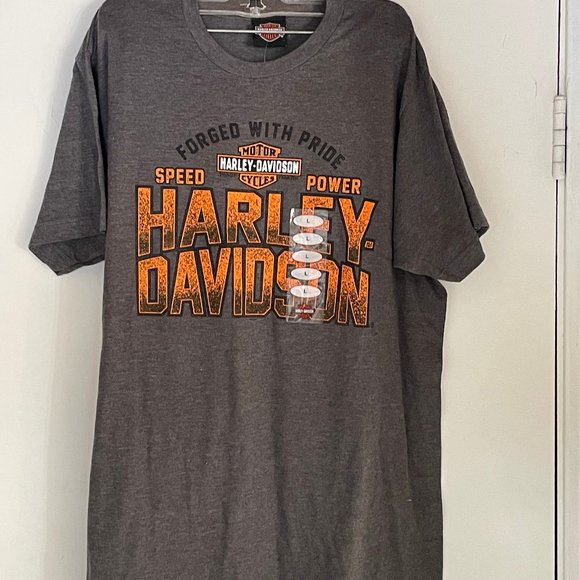 FORGED WITH PRIDE
MOTOR
HARLEY-DAVIDSON
CYCLES
SPEED POWER
HARLEY
DAVIDSON
L
L
L
L
L